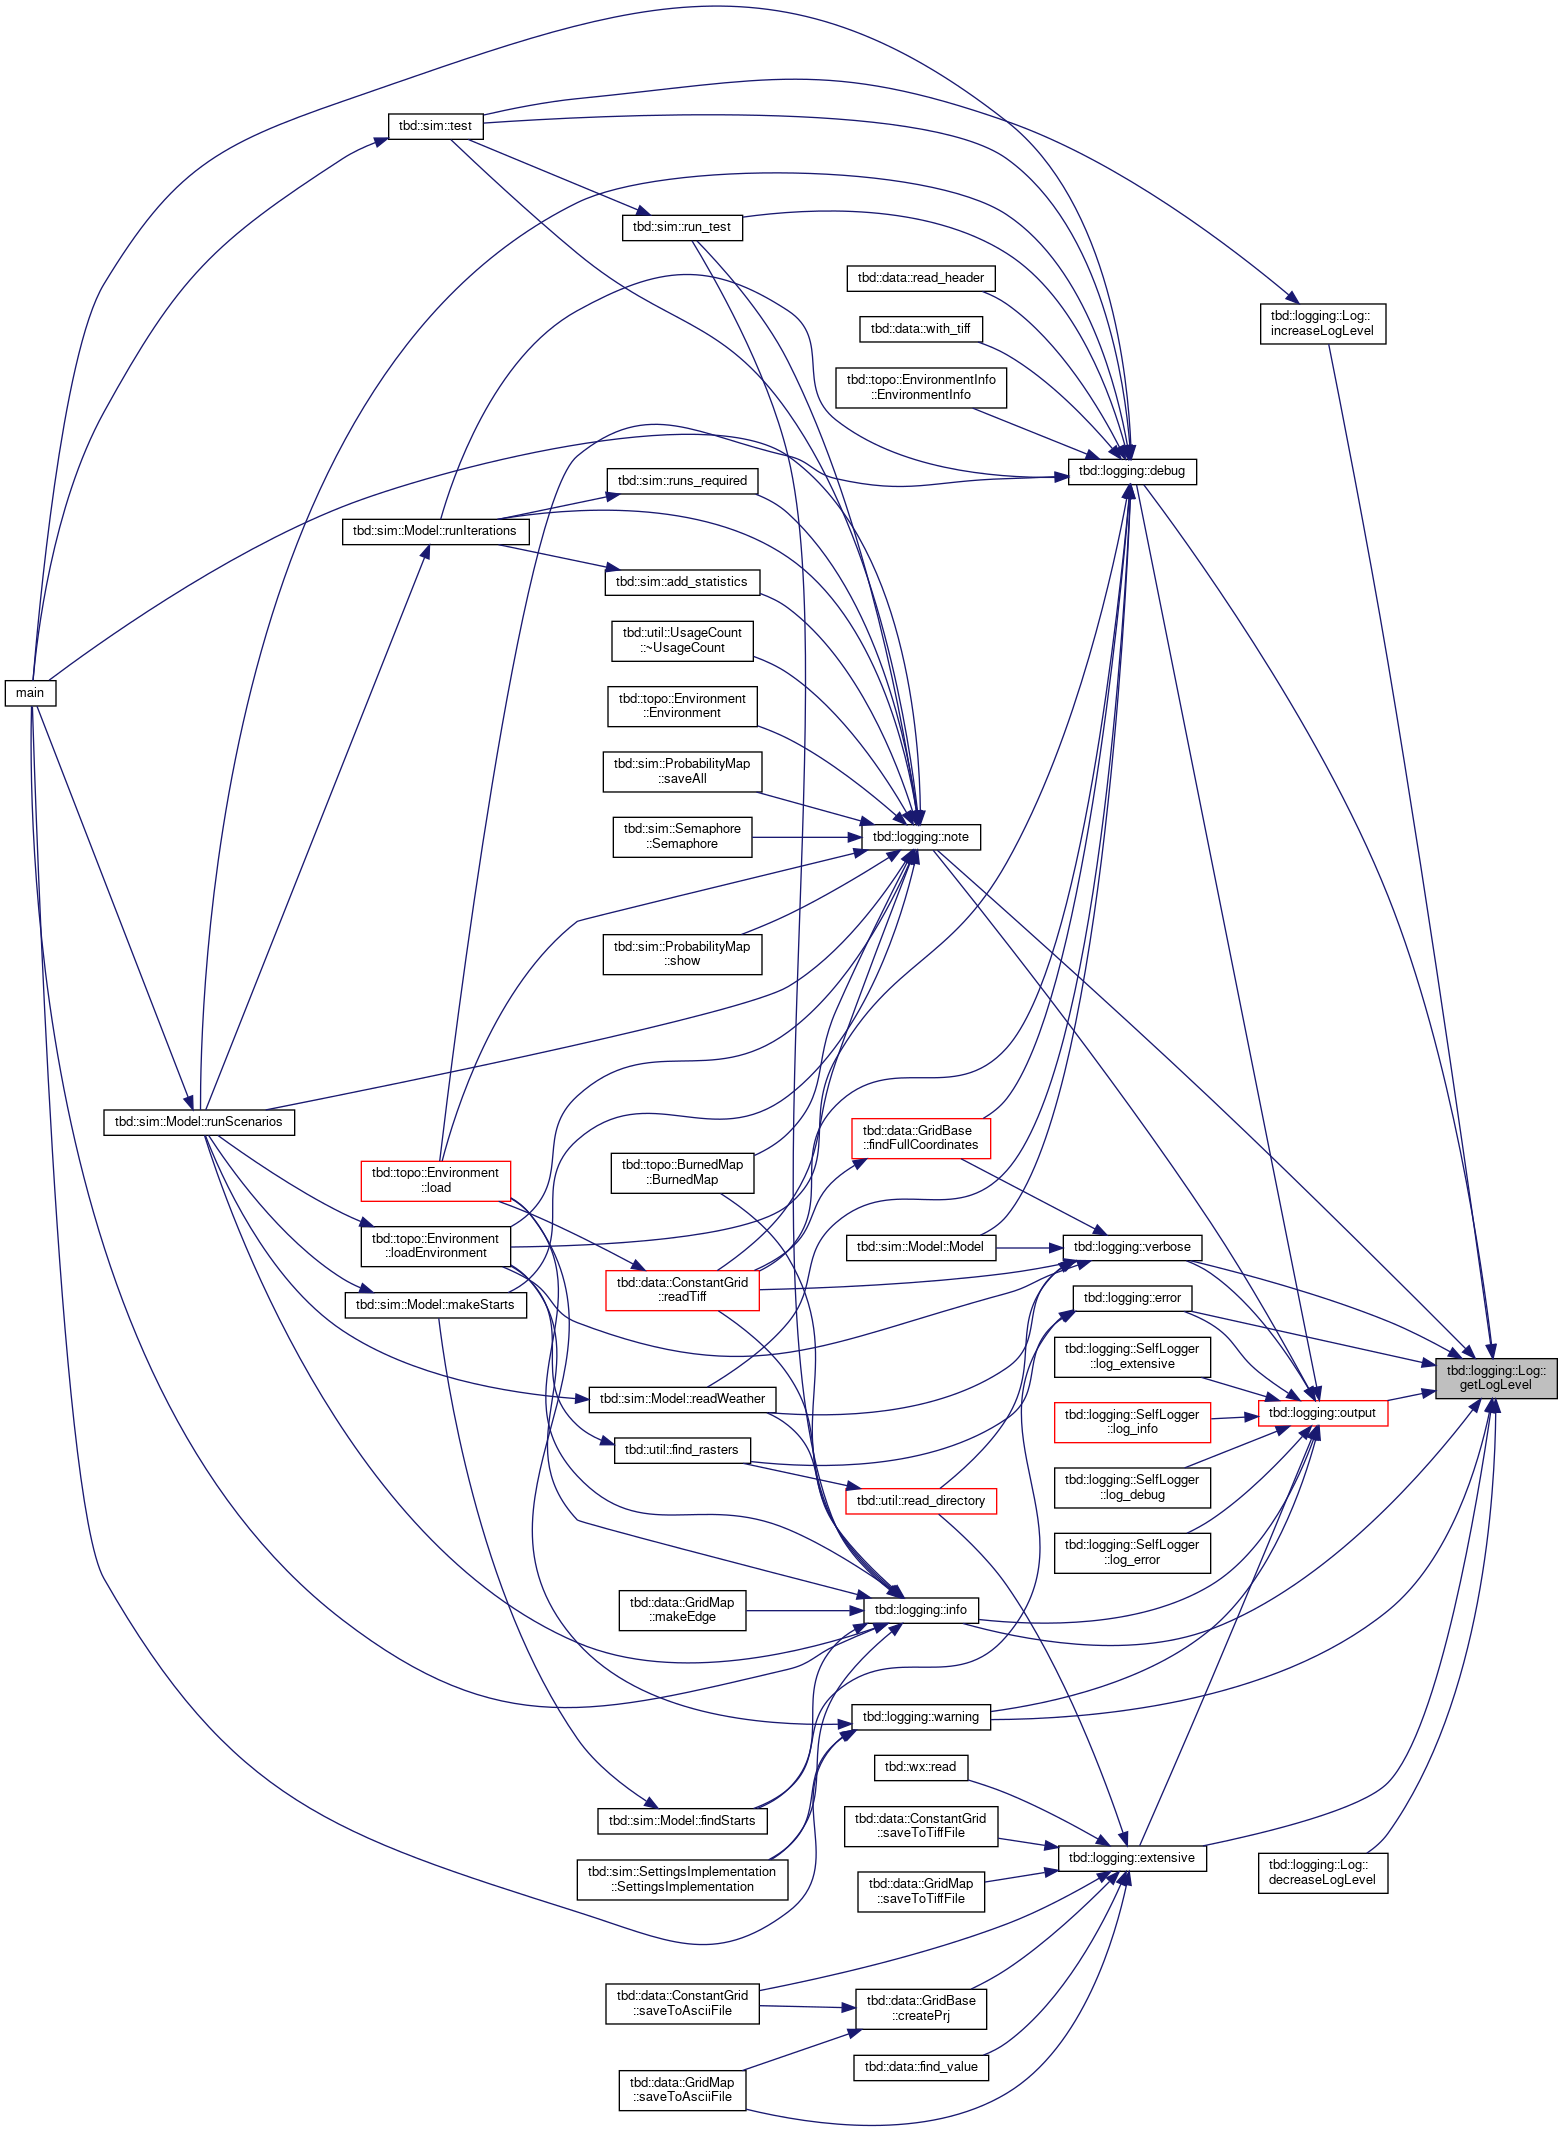 tbd::sim::test
tbd::sim::run_test
tbd::data::read_header
tbd::logging::Log::
increaseLogLevel
tbd::data::with_tiff
tbd::topo::EnvironmentInfo
::EnvironmentInfo
tbd::logging::debug
tbd::sim::runs_required
tbd::sim::Model::runIterations
tbd::sim::add_statistics
tbd::util::UsageCount
::~UsageCount
main
tbd::topo::Environment
::Environment
tbd::sim::ProbabilityMap
::saveAll
tbd::sim::Semaphore
::Semaphore
tbd::logging::note
tbd::sim::ProbabilityMap
::show
tbd::sim::Model::runScenarios
tbd::data::GridBase
::findFullCoordinates
tbd::topo::Environment
::load
tbd::topo::BurnedMap
::BurnedMap
tbd::topo::Environment
::loadEnvironment
tbd::sim::Model::Model
tbd::logging::verbose
tbd::data::ConstantGrid
::readTiff
tbd::sim::Model::makeStarts
tbd::logging::error
tbd::logging::SelfLogger
::log_extensive
tbd::logging::Log::
getLogLevel
tbd::sim::Model::readWeather
tbd::logging::output
tbd::logging::SelfLogger
::log_info
tbd::util::find_rasters
tbd::logging::SelfLogger
::log_debug
tbd::util::read_directory
tbd::logging::SelfLogger
::log_error
tbd::data::GridMap
::makeEdge
tbd::logging::info
tbd::logging::warning
tbd::wx::read
tbd::sim::Model::findStarts
tbd::data::ConstantGrid
::saveToTiffFile
tbd::logging::extensive
tbd::sim::SettingsImplementation
::SettingsImplementation
tbd::logging::Log::
decreaseLogLevel
tbd::data::GridMap
::saveToTiffFile
tbd::data::ConstantGrid
::saveToAsciiFile
tbd::data::GridBase
::createPrj
tbd::data::find_value
tbd::data::GridMap
::saveToAsciiFile